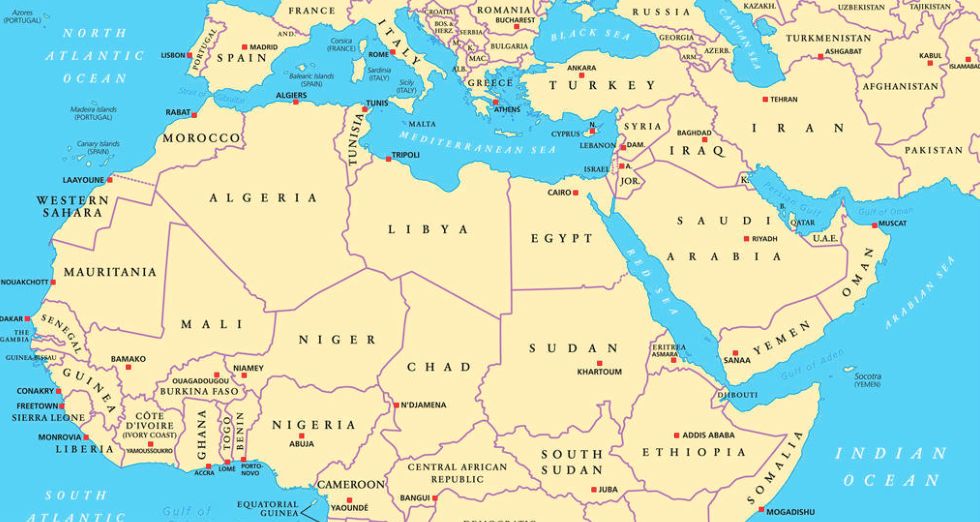 Azores
(PORTUGAL)
NORTH
ATLANTIC
OCEAN
LISBON
PORTUGAL
MADRID
SPAIN
FRANCE
AND.
Corsica
(FRANCE)
ITALY
ROME
Sardinia
(ITALY)
Balearic Islands
(SPAIN)
Sicily
(ITALY)
CROATIA
BOS. &
HERZ.
SERBIA
M.
K.
MAC.
ALB.
ROMANIA
BUCHAREST
BULGARIA
GREECE
ATHENS
BLACK SEA
RUSSIA
GEORGIA
ARM.
AZERB.
CASPIAN SEA
KAZAKH.
UZBEKISTAN
TAJIKISTAN
TURKMENISTAN
ASHGABAT
KABUL
ISLAMABAD
AFGHANISTAN
PAKISTAN
ANKARA
TURKEY
TEHRAN
IRAN
Madeira Islands
(PORTUGAL)
Canary Islands
(SPAIN)
Strait of Gibraltar
RABAT
MOROCCO
ALGIERS
TUNIS
TUNISIA
MALTA
MEDITERRANEAN SEA
TRIPOLI
N.
CYPRUS
LEBANON
SYRIA
DAM.
ISRAEL
A.
JOR.
BAGHDAD
IRAQ
K.
Persian Gulf
B.
QATAR
Gulf of Oman
MUSCAT
U.A.E.
OMAN
SAUDI
ARABIA
RIYADH
LAAYOUNE
WESTERN
SAHARA
ALGERIA
LIBYA
CAIRO
EGYPT
RED SEA
ARABIAN SEA
NOUAKCHOTT
MAURITANIA
MALI
NIGER
CHAD
SUDAN
KHARTOUM
ERITREA
ASMARA
SANAA
YEMEN
Gulf of Aden
Socotra
(YEMEN)
DJIBOUTI
DAKAR
SENEGAL
THE
GAMBIA
GUINEA-BISSAU
BAMAKO
GUINEA
CONAKRY
FREETOWN
SIERRA LEONE
MONROVIA
LIBERIA
OUAGADOUGOU
BURKINA FASO
NIAMEY
CÔTE
D'IVOIRE
(IVORY COAST)
YAMOUSSOUKRO
GHANA
TOGO
BENIN
ACCRA
LOMÉ
PORTO-
NOVO
NIGERIA
ABUJA
N'DJAMENA
CENTRAL AFRICAN
REPUBLIC
BANGUI
SOUTH
SUDAN
JUBA
ADDIS ABABA
ETHIOPIA
SOMALIA
MOGADISHU
INDIAN
OCEAN
CAMEROON
YAOUNDÉ
EQUATORIAL
GUINEA
Gulf of
SOUTH
ATLANTIC